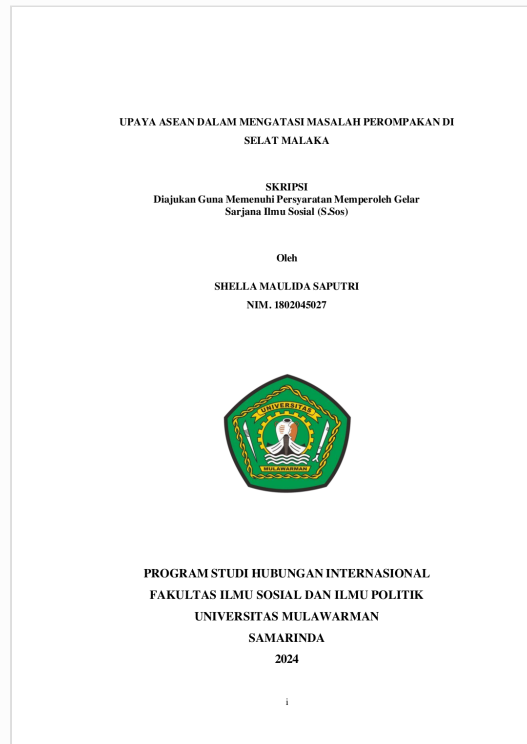 UPAYA ASEAN DALAM MENGATASI MASALAH PEROMPAKAN DI
SELAT MALAKA
SKRIPSI
Diajukan Guna Memenuhi Persyaratan Memperoleh Gelar
Sarjana Ilmu Sosial (S.Sos)
Oleh
SHELLA MAULIDA SAPUTRI
NIM. 1802045027
UNIVERSITAS
MULAWARMAN
PROGRAM STUDI HUBUNGAN INTERNASIONAL
FAKULTAS ILMU SOSIAL DAN ILMU POLITIK
UNIVERSITAS MULAWARMAN
SAMARINDA
2024
i